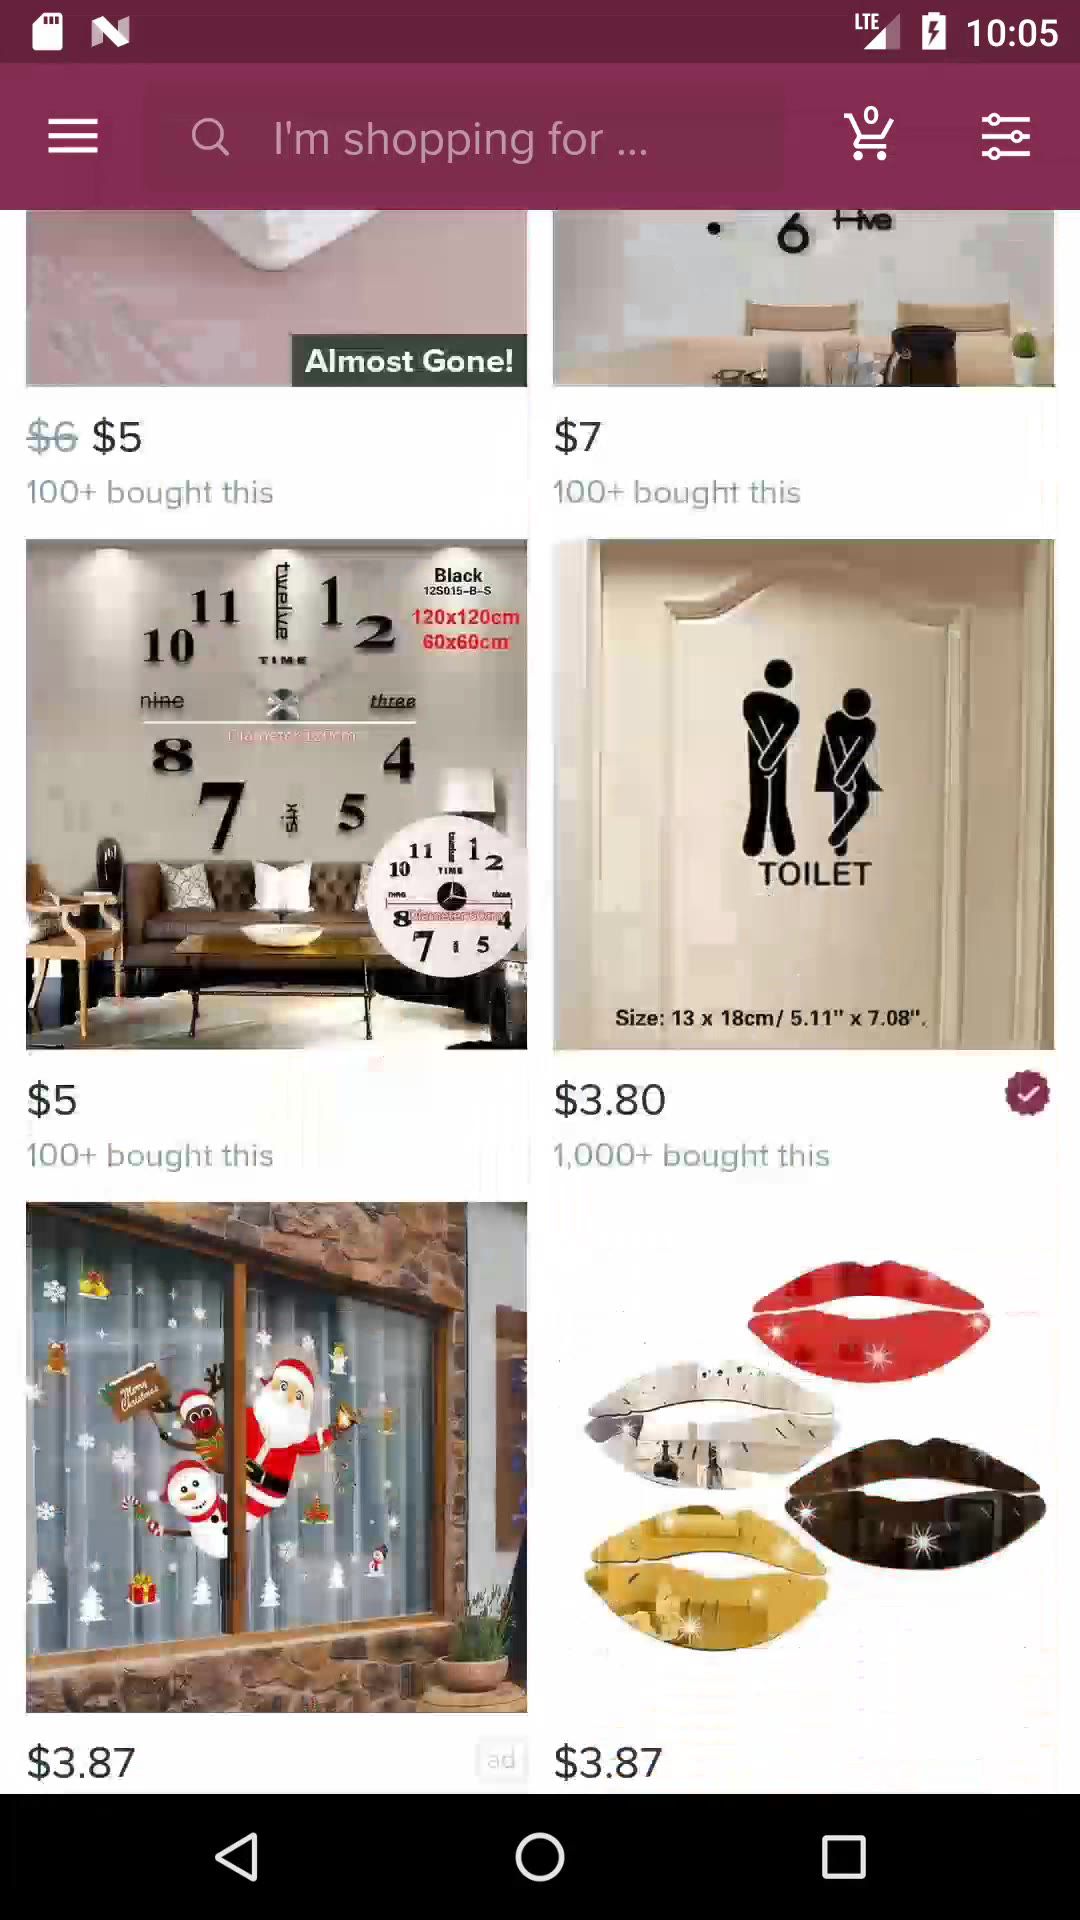 LTE
10:05
I'm shopping for ...
0
6
Five
Almost Gone!
$6 $5
$7
100+ bought this
100+ bought this
Black
12S015-B-S
120x120cm
60x60cm
twelve
11
1
10
2
TIME
nine
three
Diameter:120cm
8
4
7
six
5
11 twelve 1
10 2
TIME
nine three
8 4
Diameter:60cm
7 5
TOILET
Size: 13 x 18cm/ 5.11" x 7.08".
$5
$3.80
100+ bought this
1,000+ bought this
Merry
Christmas
$3.87
ad
$3.87